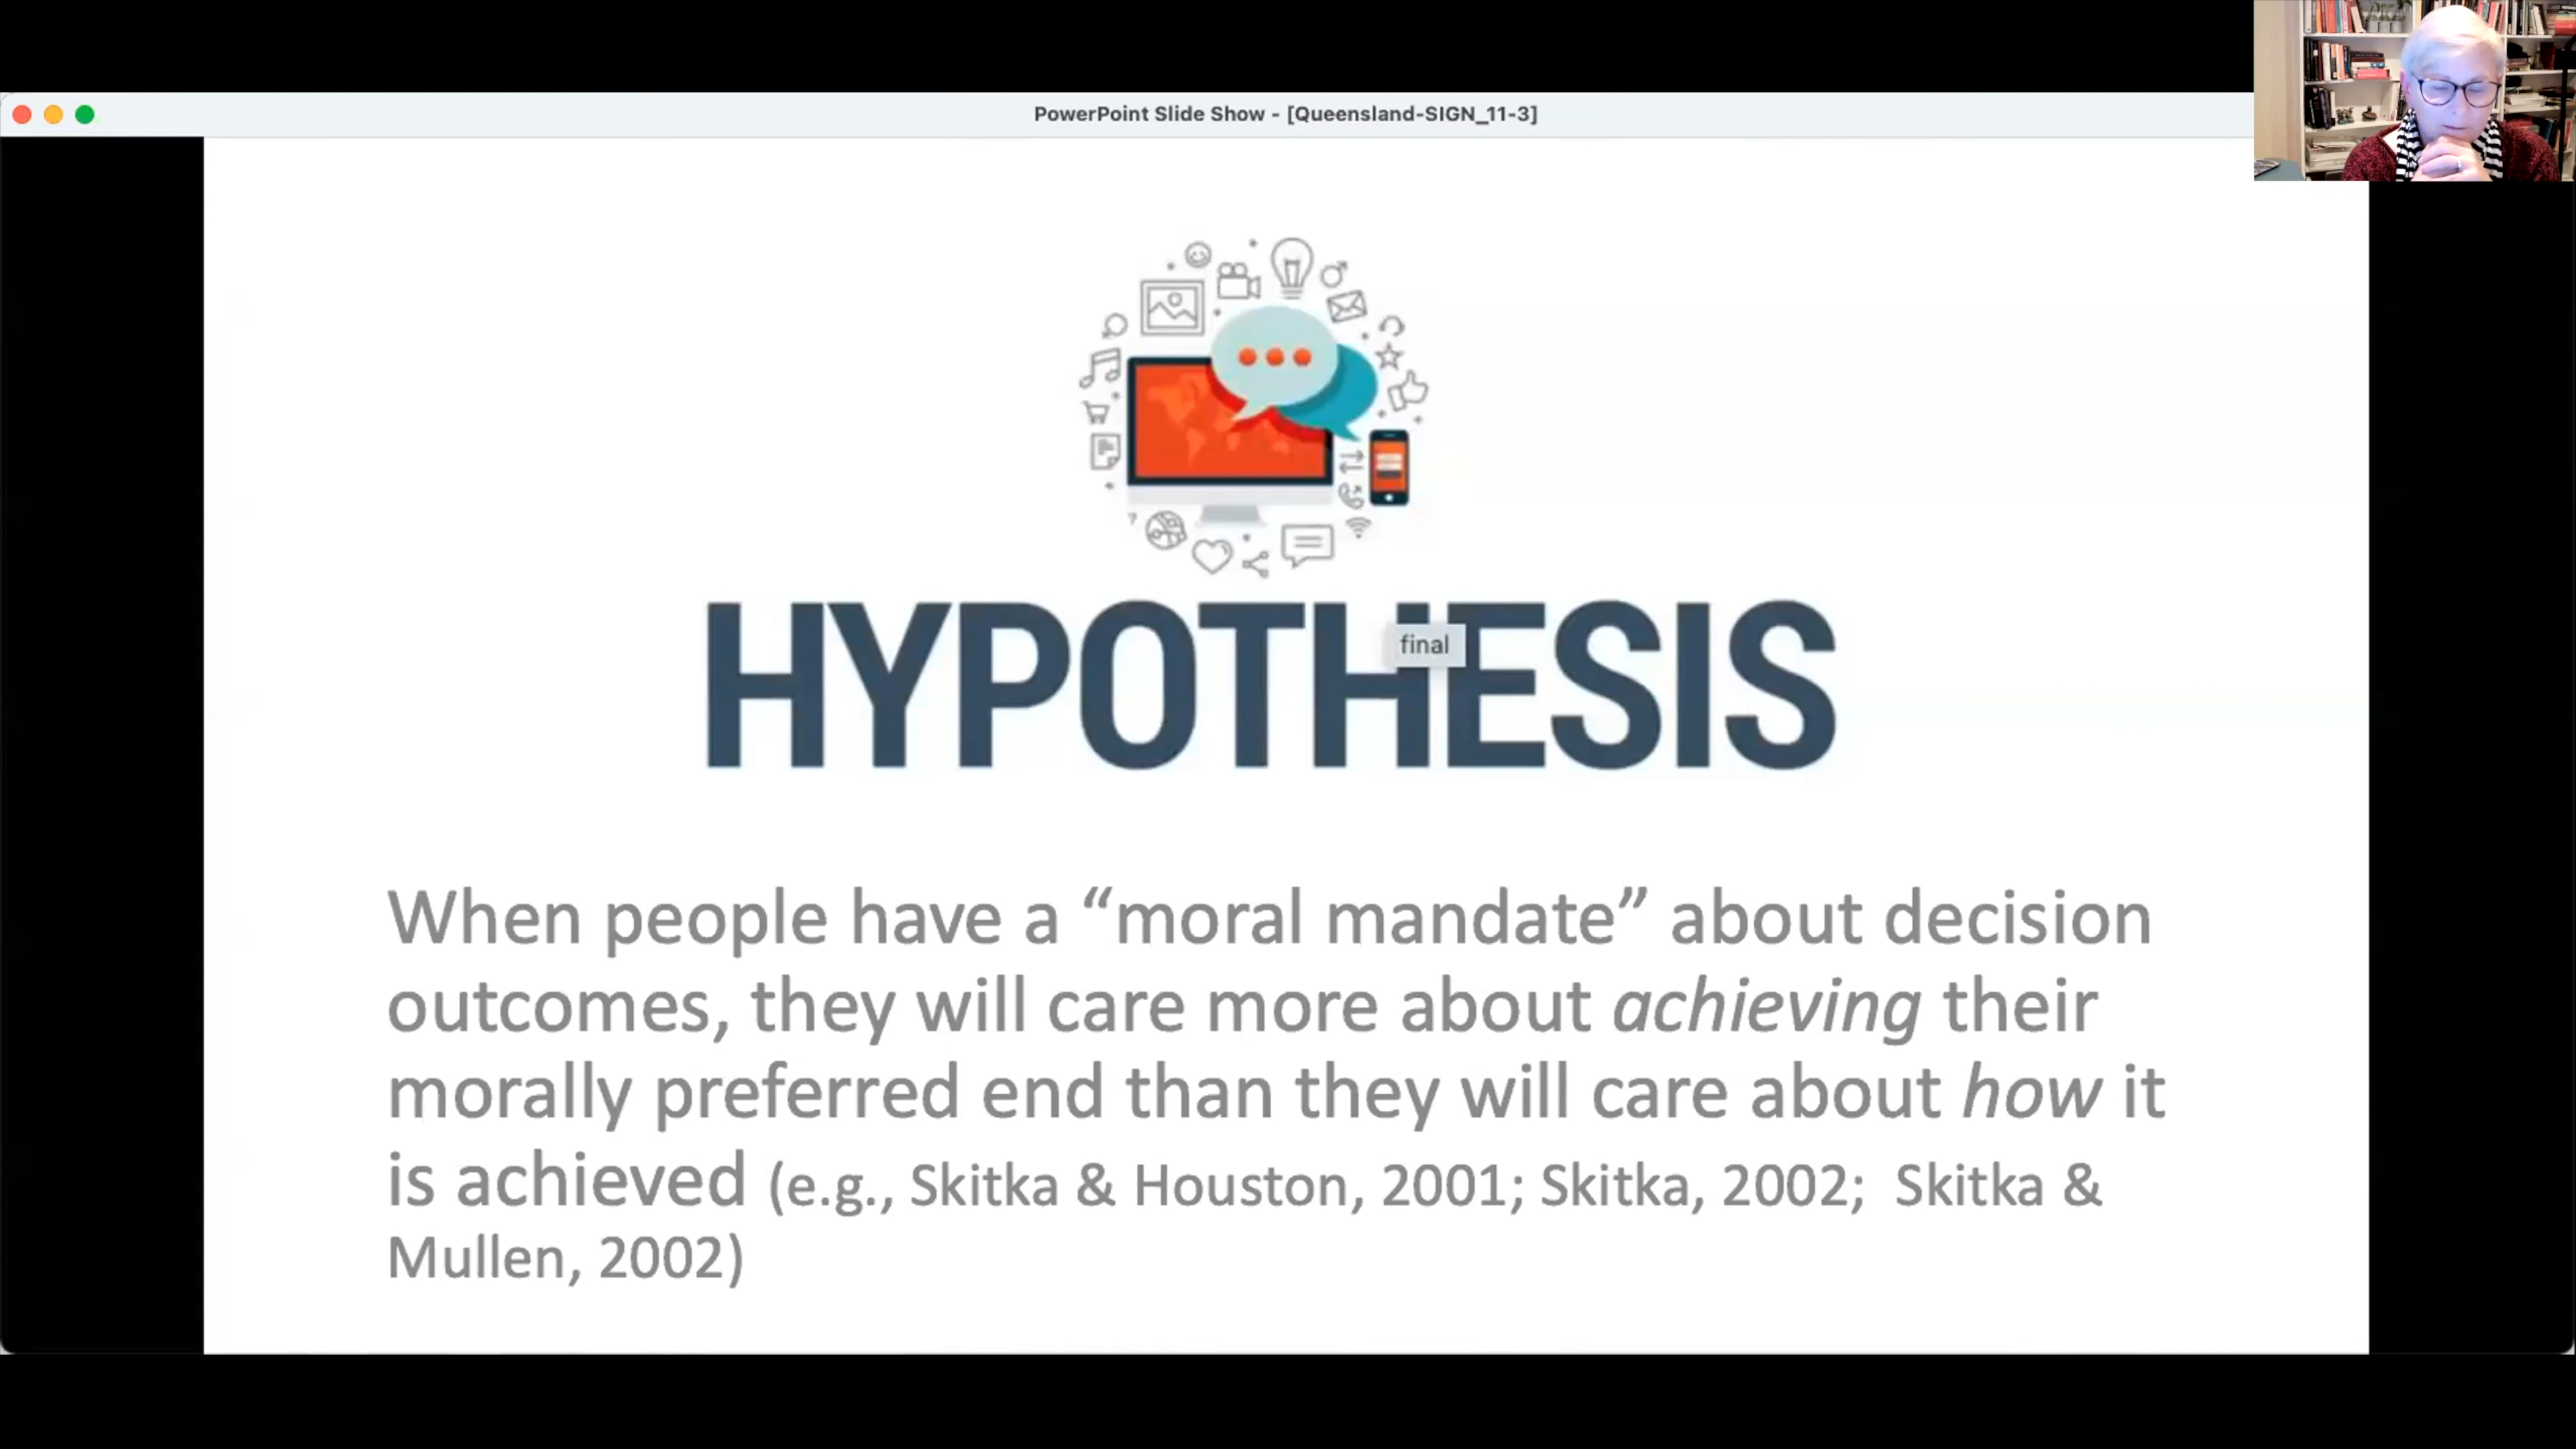 PowerPoint Slide Show - [Queensland-SIGN_11-3]
HYPOTHESIS
final
When people have a “moral mandate” about decision
outcomes, they will care more about achieving their
morally preferred end than they will care about how it
is achieved (e.g., Skitka & Houston, 2001; Skitka, 2002; Skitka &
Mullen, 2002)